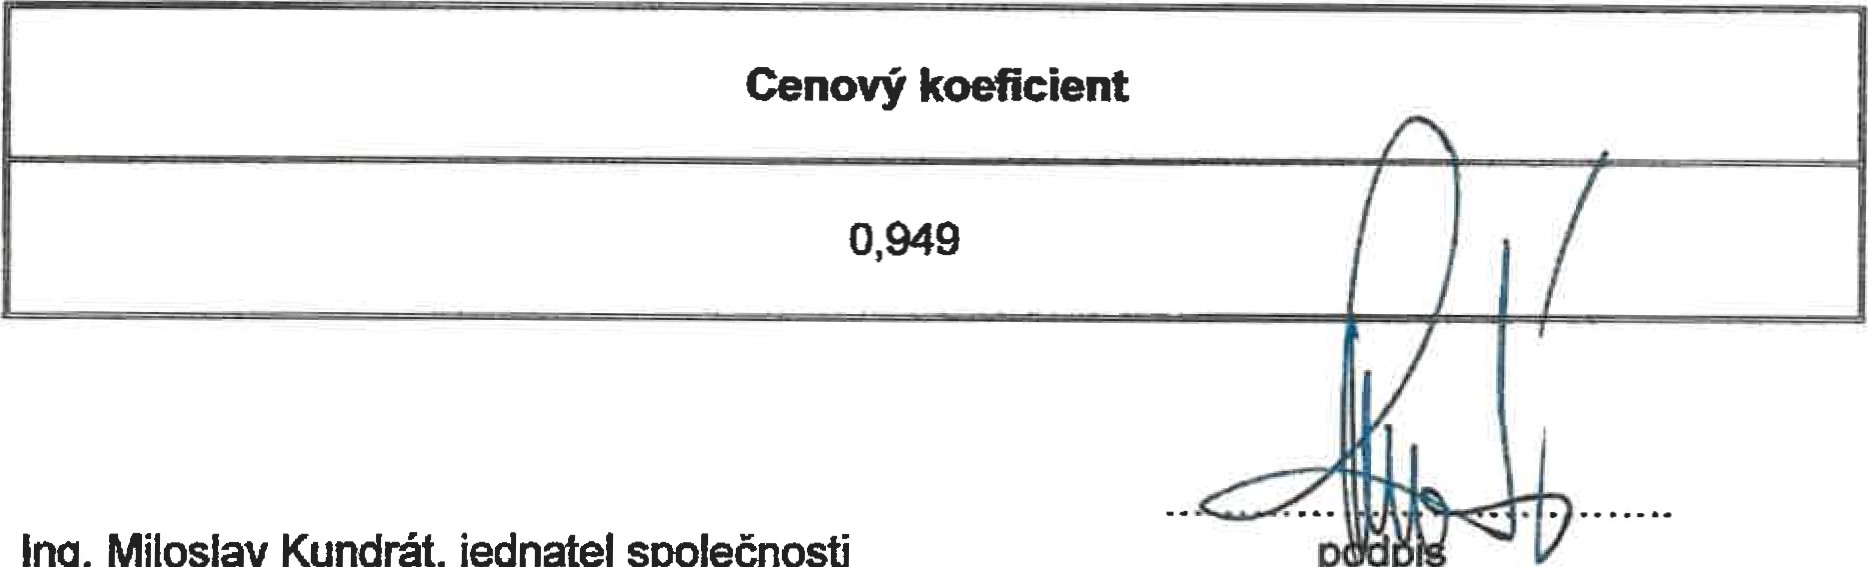 Cenový koeficient
0,949
Ing. Miloslav Kundrát, jednatel společnosti
podpis